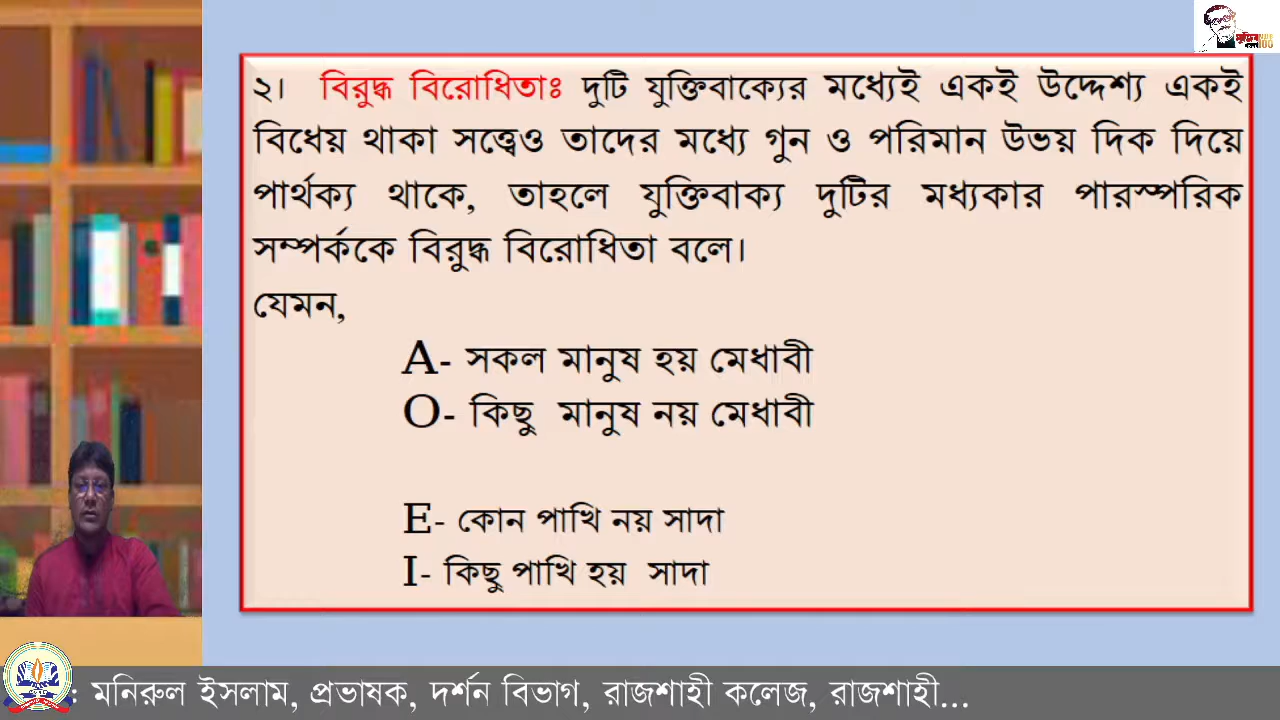 ২। বিরুদ্ধ বিরোধিতাঃ দুটি যুক্তিবাক্যের মধ্যেই একই উদ্দেশ্য একই
বিধেয় থাকা সত্ত্বেও তাদের মধ্যে গুন ও পরিমান উভয় দিক দিয়ে
পার্থক্য থাকে, তাহলে যুক্তিবাক্য দুটির মধ্যকার পারস্পরিক
সম্পর্ককে বিরুদ্ধ বিরোধিতা বলে।
যেমন,
A- সকল মানুষ হয় মেধাবী
O- কিছু মানুষ নয় মেধাবী
E- কোন পাখি নয় সাদা
I- কিছু পাখি হয় সাদা
: মনিরুল ইসলাম, প্রভাষক, দর্শন বিভাগ, রাজশাহী কলেজ, রাজশাহী...